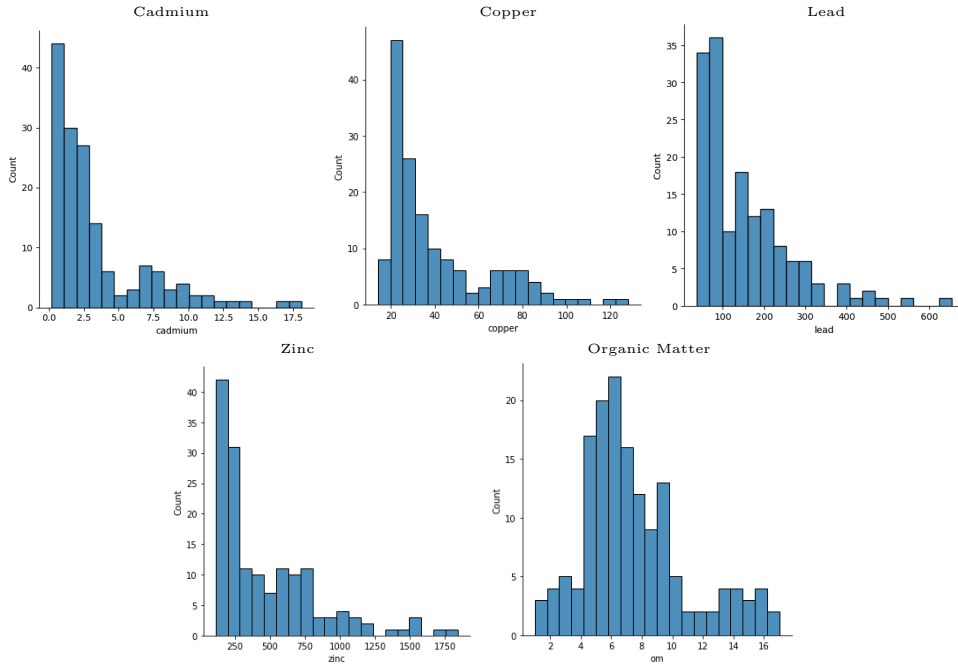 Cadmium
40
30
20
10
0
Count
0.0 2.5 5.0 7.5 10.0 12.5 15.0 17.5
cadmium
Copper
40
30
20
10
0
Count
20 40 60 80 100 120
copper
Lead
35
30
25
20
15
10
5
0
Count
100 200 300 400 500 600
lead
Zinc
40
35
30
25
20
15
10
5
0
Count
250 500 750 1000 1250 1500 1750
zinc
Organic Matter
20
15
10
5
0
Count
2 4 6 8 10 12 14 16
om